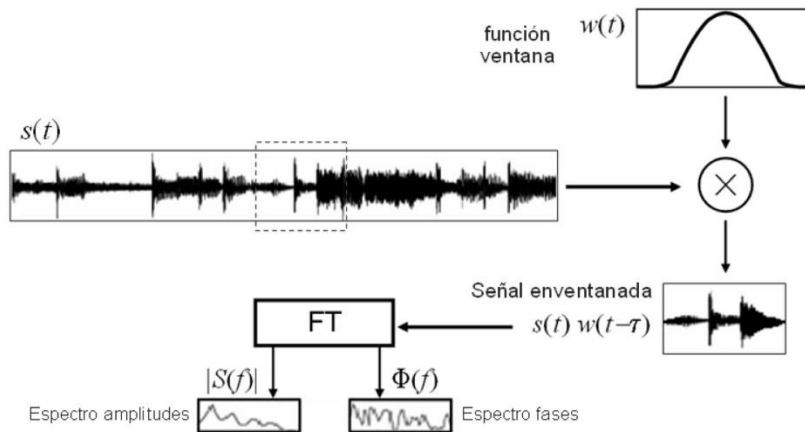 función
ventana
w(t)
s(t)
×
Señal enventanada
s(t) w(t−τ)
FT
|S(f)|
Φ(f)
Espectro amplitudes
Espectro fases